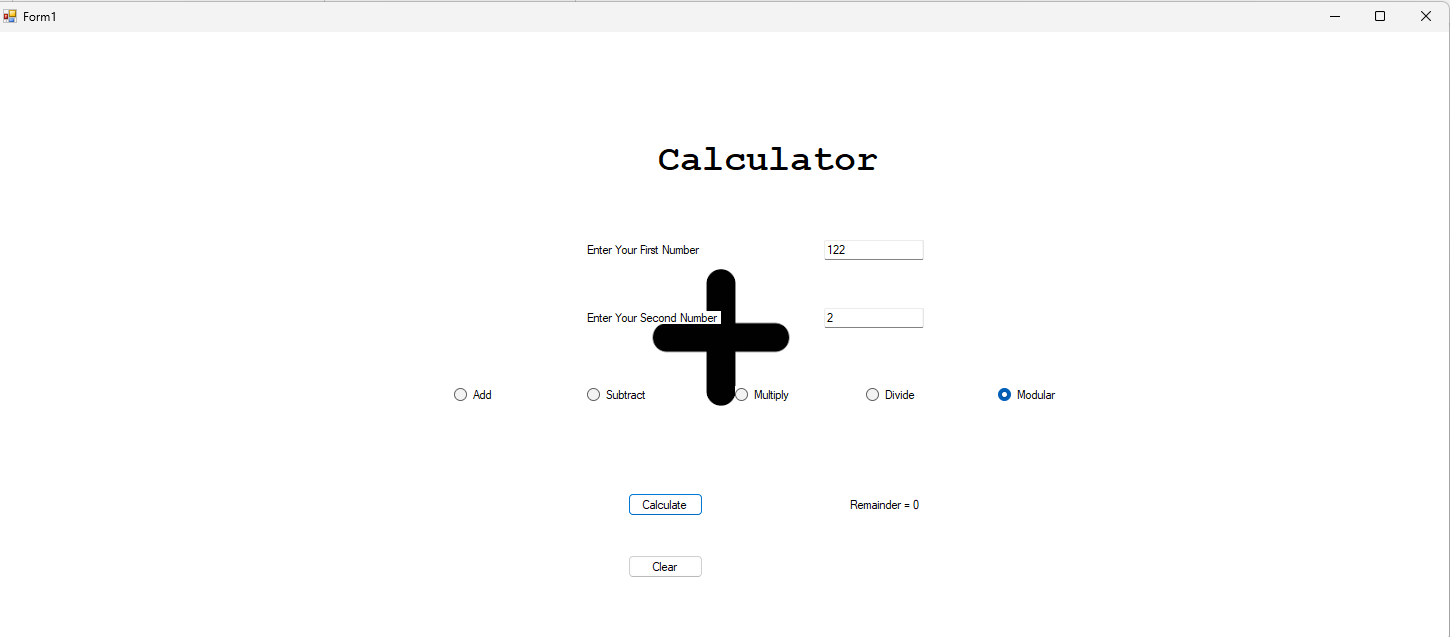 Form1
Calculator
Enter Your First Number 122
Enter Your Second Number 2
Add Subtract Multiply Divide Modular
Calculate Remainder = 0
Clear